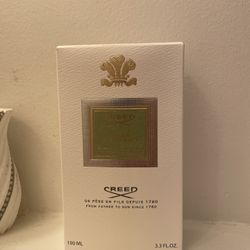 CREED
CREED
DE PÈRE EN FILS DEPUIS 1760
FROM FATHER TO SON SINCE 1760
100 ML 3.3 FL.OZ.